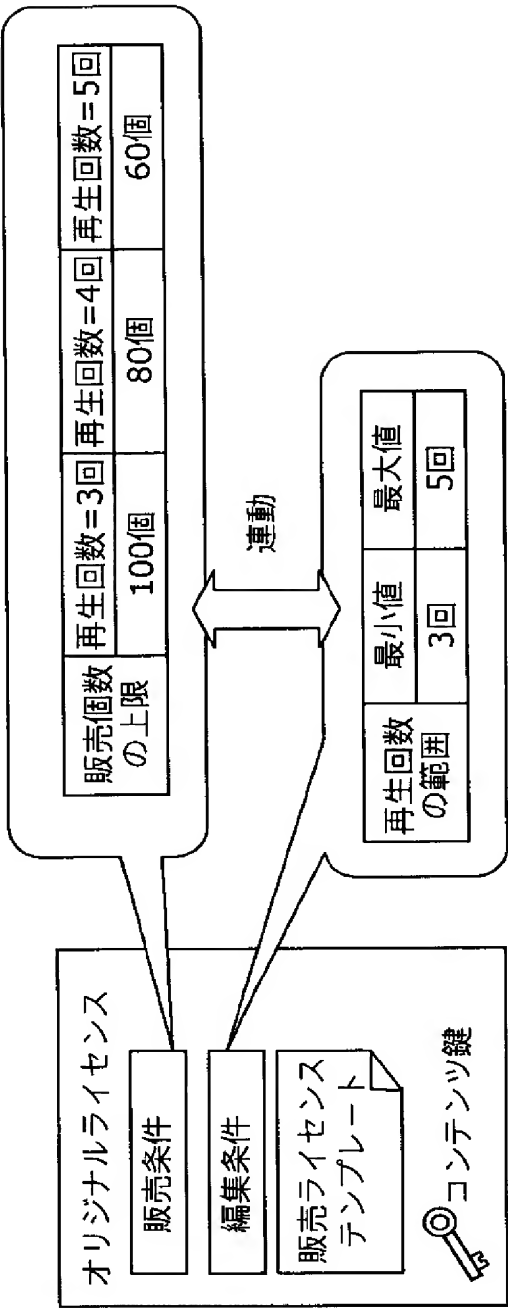 オリジナルライセンス
販売条件
編集条件
販売ライセンス
テンプレート
コンテンツ鍵
販売個数
の上限
再生回数=3回
再生回数=4回
再生回数=5回
100個
80個
60個
連動
再生回数
の範囲
最小値
最大値
3回
5回